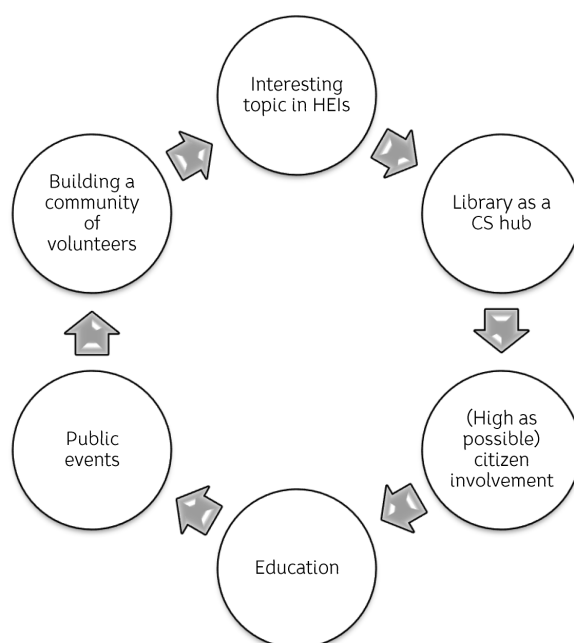 Interesting
topic in HEIs
Library as a
CS hub
(High as
possible)
citizen
involvement
Education
Public
events
Building a
community
of
volunteers